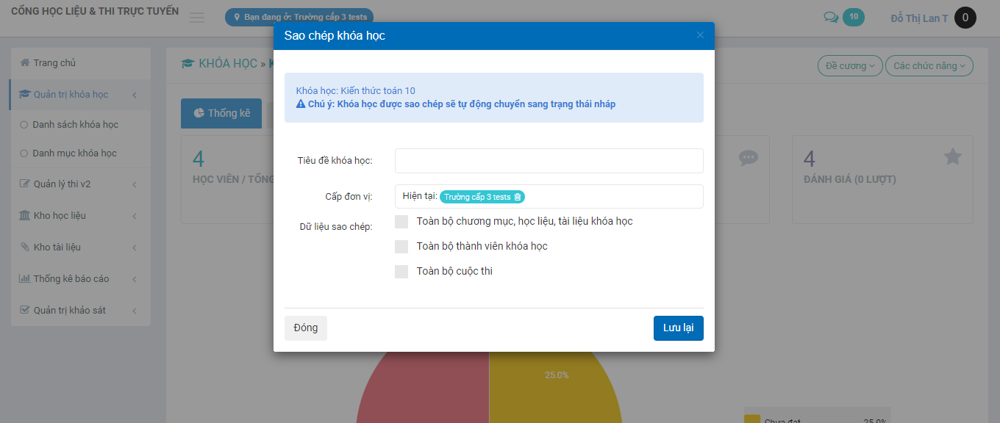 CỔNG HỌC LIỆU & THI TRỰC TUYẾN
Bạn đang ở: Trường cấp 3 tests
10
Đỗ Thị Lan T
0
Sao chép khóa học
×
Trang chủ
Quản trị khóa học
Danh sách khóa học
Danh mục khóa học
Quản lý thi v2
Kho học liệu
Kho tài liệu
Thống kê báo cáo
Quản trị khảo sát
KHÓA HỌC »
Đề cương
Các chức năng
Thống kê
4
HỌC VIÊN / TỔNG
4
ĐÁNH GIÁ (0 LƯỢT)
Khóa học: Kiến thức toán 10
Chú ý: Khóa học được sao chép sẽ tự động chuyển sang trạng thái nháp
Tiêu đề khóa học:
Cấp đơn vị:
Hiện tại: Trường cấp 3 tests
Dữ liệu sao chép:
Toàn bộ chương mục, học liệu, tài liệu khóa học
Toàn bộ thành viên khóa học
Toàn bộ cuộc thi
Đóng
Lưu lại
25.0%
Chưa đạt 25.0%